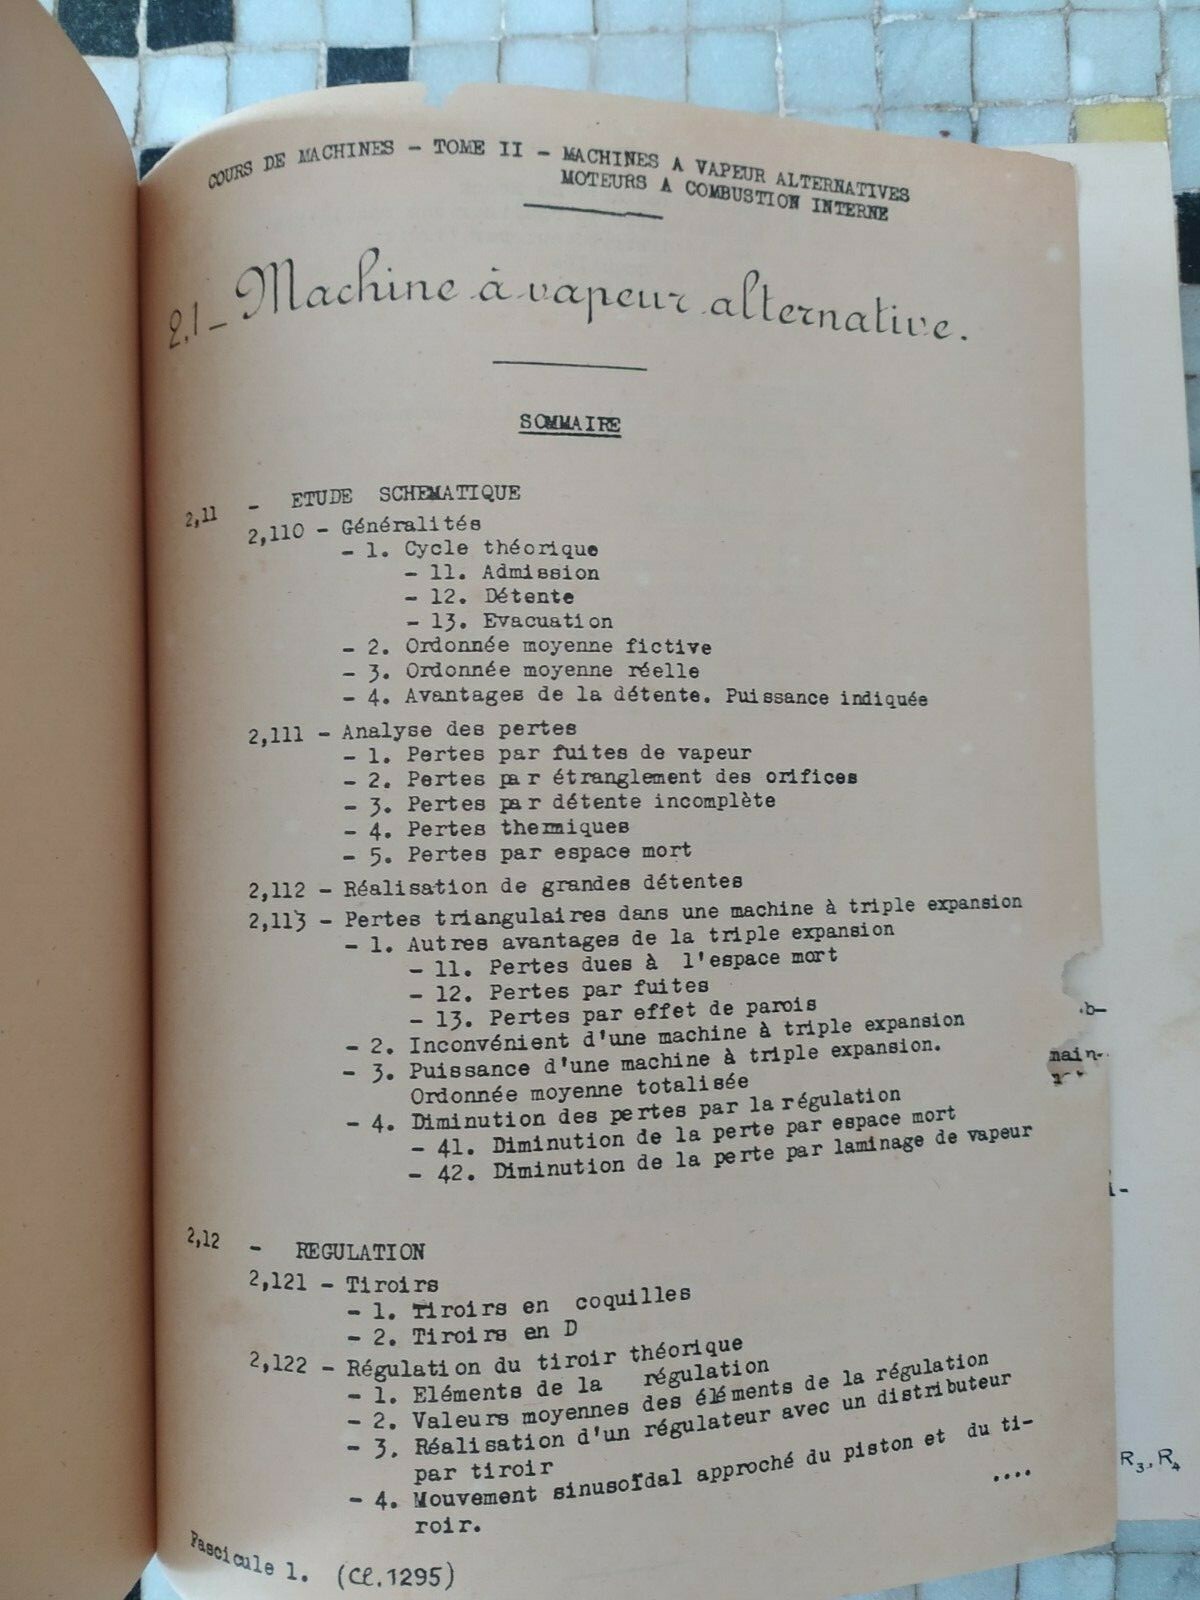 COURS DE MACHINES - TOME II - MACHINES A VAPEUR ALTERNATIVES
MOTEURS A COMBUSTION INTERNE
2.1 - Machine à vapeur alternative.
SOMMAIRE
2,11 - ETUDE SCHEMATIQUE
2,110 - Généralités
- 1. Cycle théorique
- 11. Admission
- 12. Détente
- 13. Evacuation
- 2. Ordonnée moyenne fictive
- 3. Ordonnée moyenne réelle
- 4. Avantages de la détente. Puissance indiquée
2,111 - Analyse des pertes
- 1. Pertes par fuites de vapeur
- 2. Pertes par étranglement des orifices
- 3. Pertes par détente incomplète
- 4. Pertes thermiques
- 5. Pertes par espace mort
2,112 - Réalisation de grandes détentes
2,113 - Pertes triangulaires dans une machine à triple expansion
- 1. Autres avantages de la triple expansion
- 11. Pertes dues à l'espace mort
- 12. Pertes par fuites
- 13. Pertes par effet de parois
- 2. Inconvénient d'une machine à triple expansion
- 3. Puissance d'une machine à triple expansion.
Ordonnée moyenne totalisée
- 4. Diminution des pertes par la régulation
- 41. Diminution de la perte par espace mort
- 42. Diminution de la perte par laminage de vapeur
2,12 - REGULATION
2,121 - Tiroirs
- 1. Tiroirs en coquilles
- 2. Tiroirs en D
2,122 - Régulation du tiroir théorique
- 1. Eléments de la régulation
- 2. Valeurs moyennes des éléments de la régulation
- 3. Réalisation d'un régulateur avec un distributeur
par tiroir
- 4. Mouvement sinusoïdal approché du piston et du ti-
roir.
....
Fascicule 1. (Cl.1295)
b-
main-
R3, R4